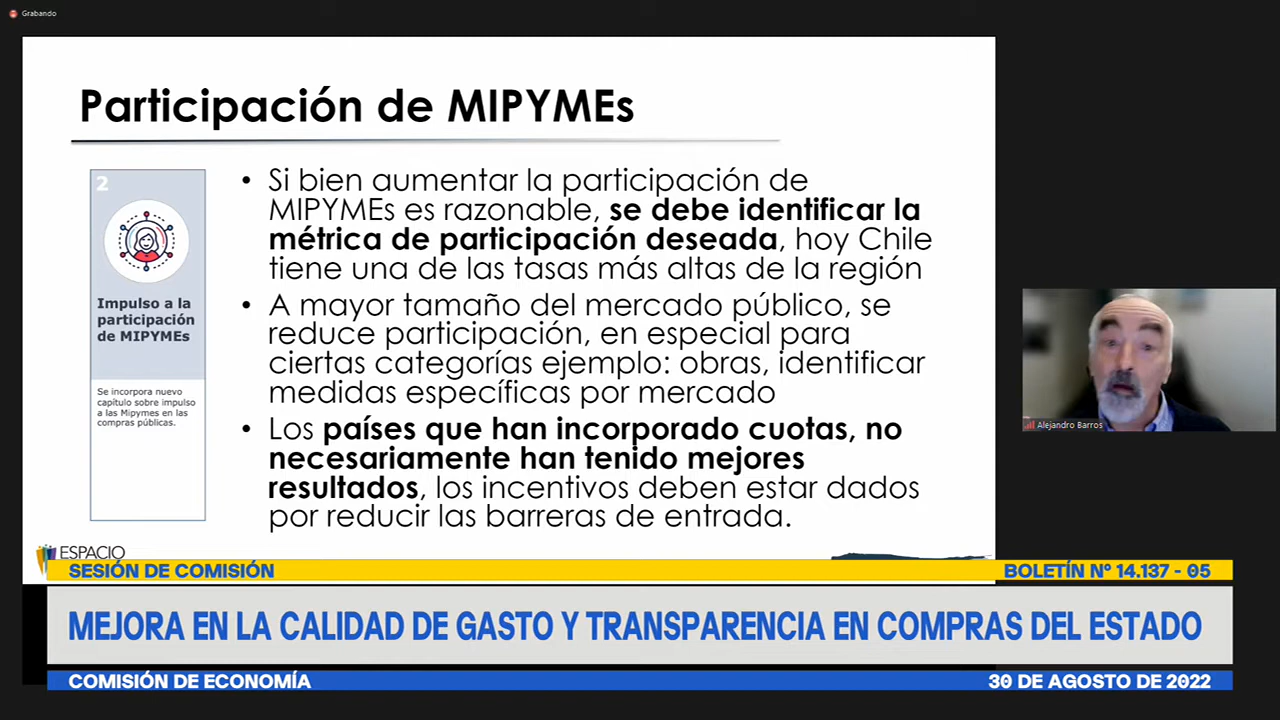 Grabando
Participación de MIPYMEs
2
Impulso a la
participación
de MIPYMEs
Se incorpora nuevo
capítulo sobre impulso
a las Mipymes en las
compras públicas.
• Si bien aumentar la participación de
MIPYMEs es razonable, se debe identificar la
métrica de participación deseada, hoy Chile
tiene una de las tasas más altas de la región
• A mayor tamaño del mercado público, se
reduce participación, en especial para
ciertas categorías ejemplo: obras, identificar
medidas específicas por mercado
• Los países que han incorporado cuotas, no
necesariamente han tenido mejores
resultados, los incentivos deben estar dados
por reducir las barreras de entrada.
Alejandro Barros
ESPACIO
SESIÓN DE COMISIÓN
BOLETÍN N° 14.137 - 05
MEJORA EN LA CALIDAD DE GASTO Y TRANSPARENCIA EN COMPRAS DEL ESTADO
COMISIÓN DE ECONOMÍA
30 DE AGOSTO DE 2022